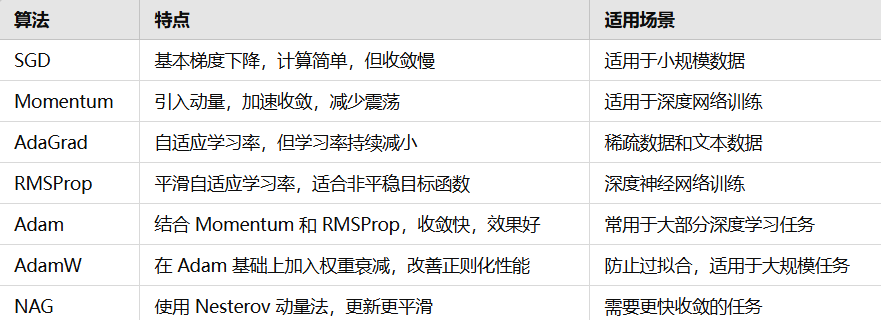 算法 特点 适用场景
SGD 基本梯度下降，计算简单，但收敛慢 适用于小规模数据
Momentum 引入动量，加速收敛，减少震荡 适用于深度网络训练
AdaGrad 自适应学习率，但学习率持续减小 稀疏数据和文本数据
RMSProp 平滑自适应学习率，适合非平稳目标函数 深度神经网络训练
Adam 结合 Momentum 和 RMSProp，收敛快，效果好 常用于大部分深度学习任务
AdamW 在 Adam 基础上加入权重衰减，改善正则化性能 防止过拟合，适用于大规模任务
NAG 使用 Nesterov 动量法，更新更平滑 需要更快收敛的任务